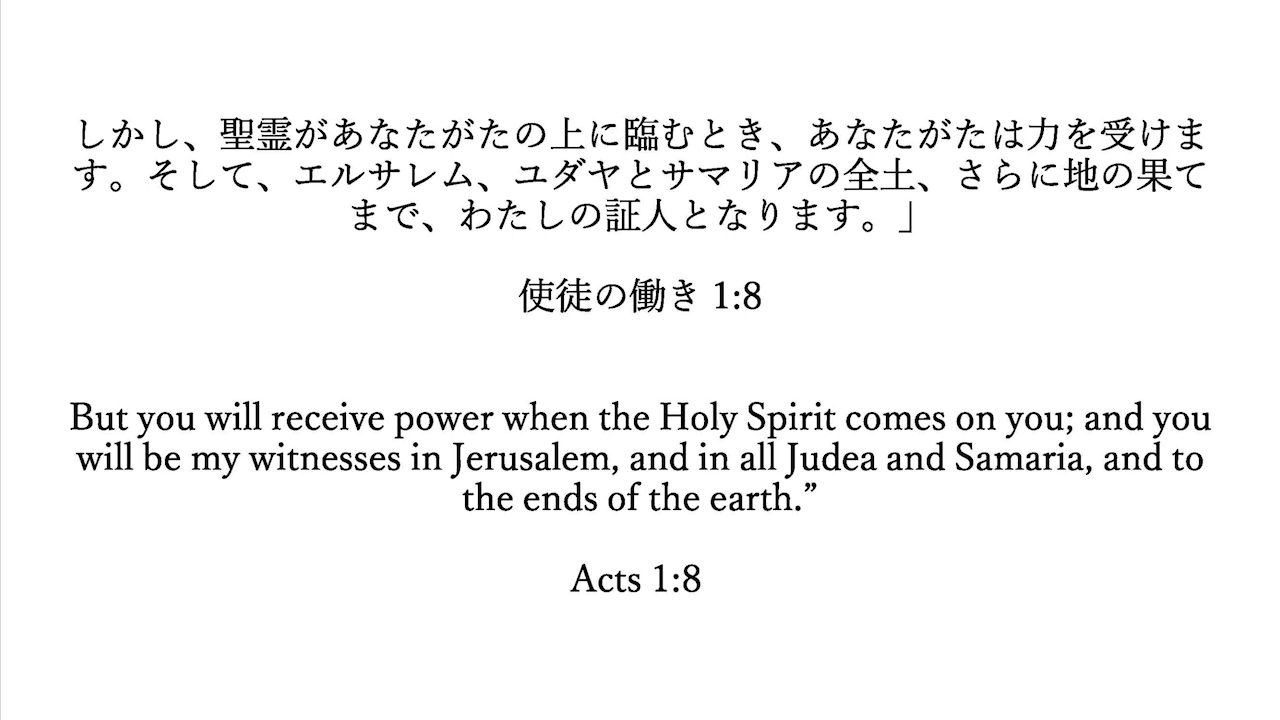 しかし、聖霊があなたがたの上に臨むとき、あなたがたは力を受けま
す。そして、エルサレム、ユダヤとサマリアの全土、さらに地の果て
まで、わたしの証人となります。」
使徒の働き 1:8
But you will receive power when the Holy Spirit comes on you; and you
will be my witnesses in Jerusalem, and in all Judea and Samaria, and to
the ends of the earth.”
Acts 1:8